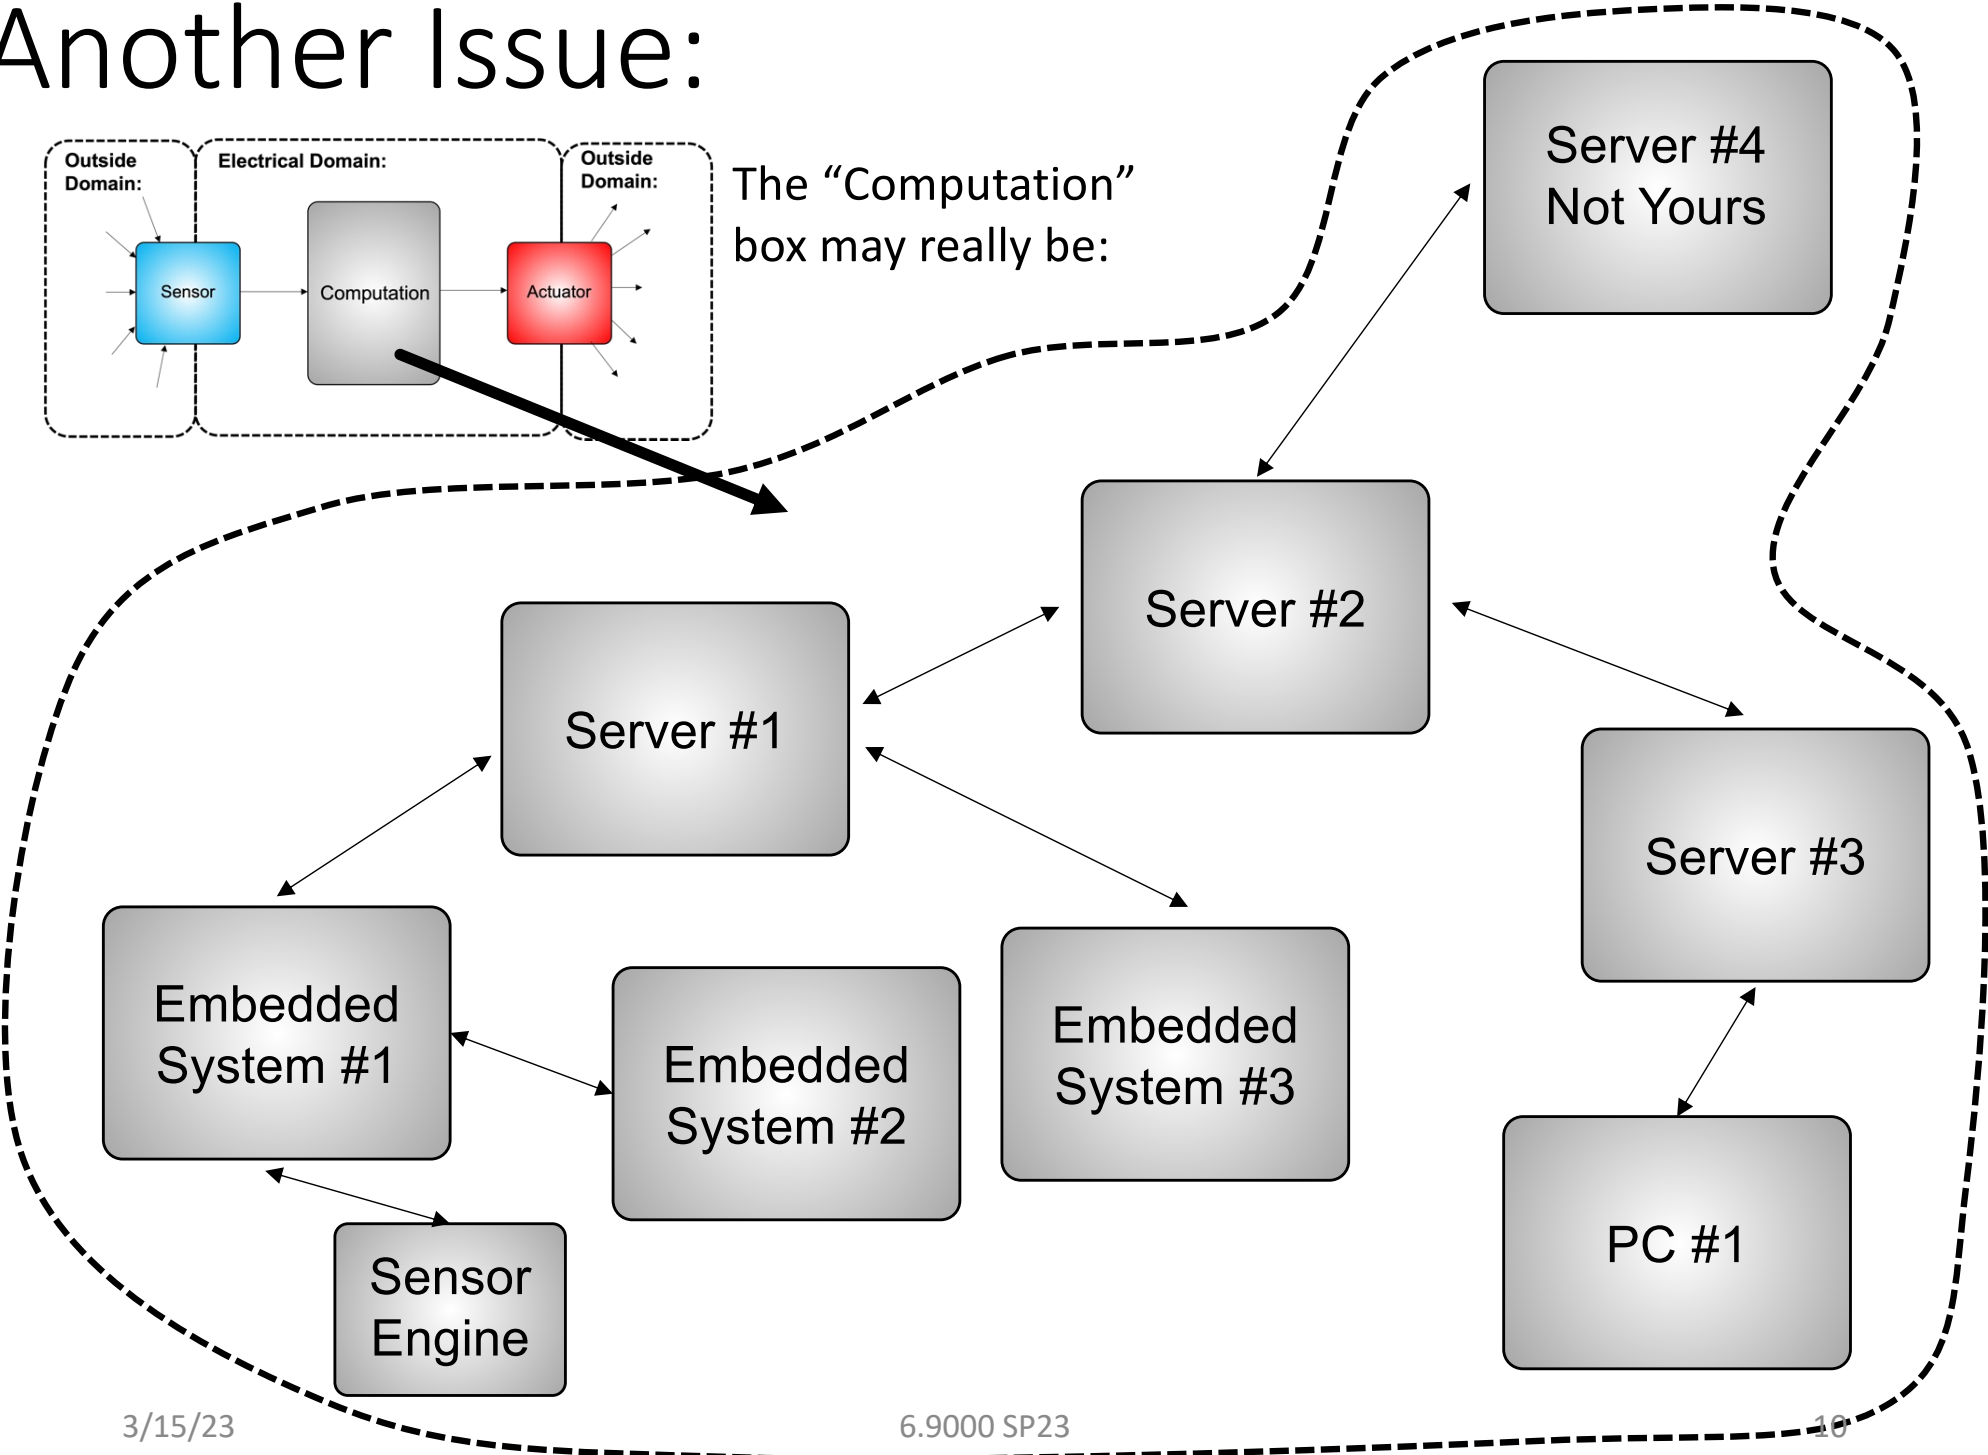 Another Issue:
Outside
Domain:
Electrical Domain:
Outside
Domain:
Sensor
Computation
Actuator
The “Computation”
box may really be:
Server #4
Not Yours
Server #2
Server #1
Server #3
Embedded
System #1
Embedded
System #2
Embedded
System #3
Sensor
Engine
PC #1
3/15/23
6.9000 SP23
10